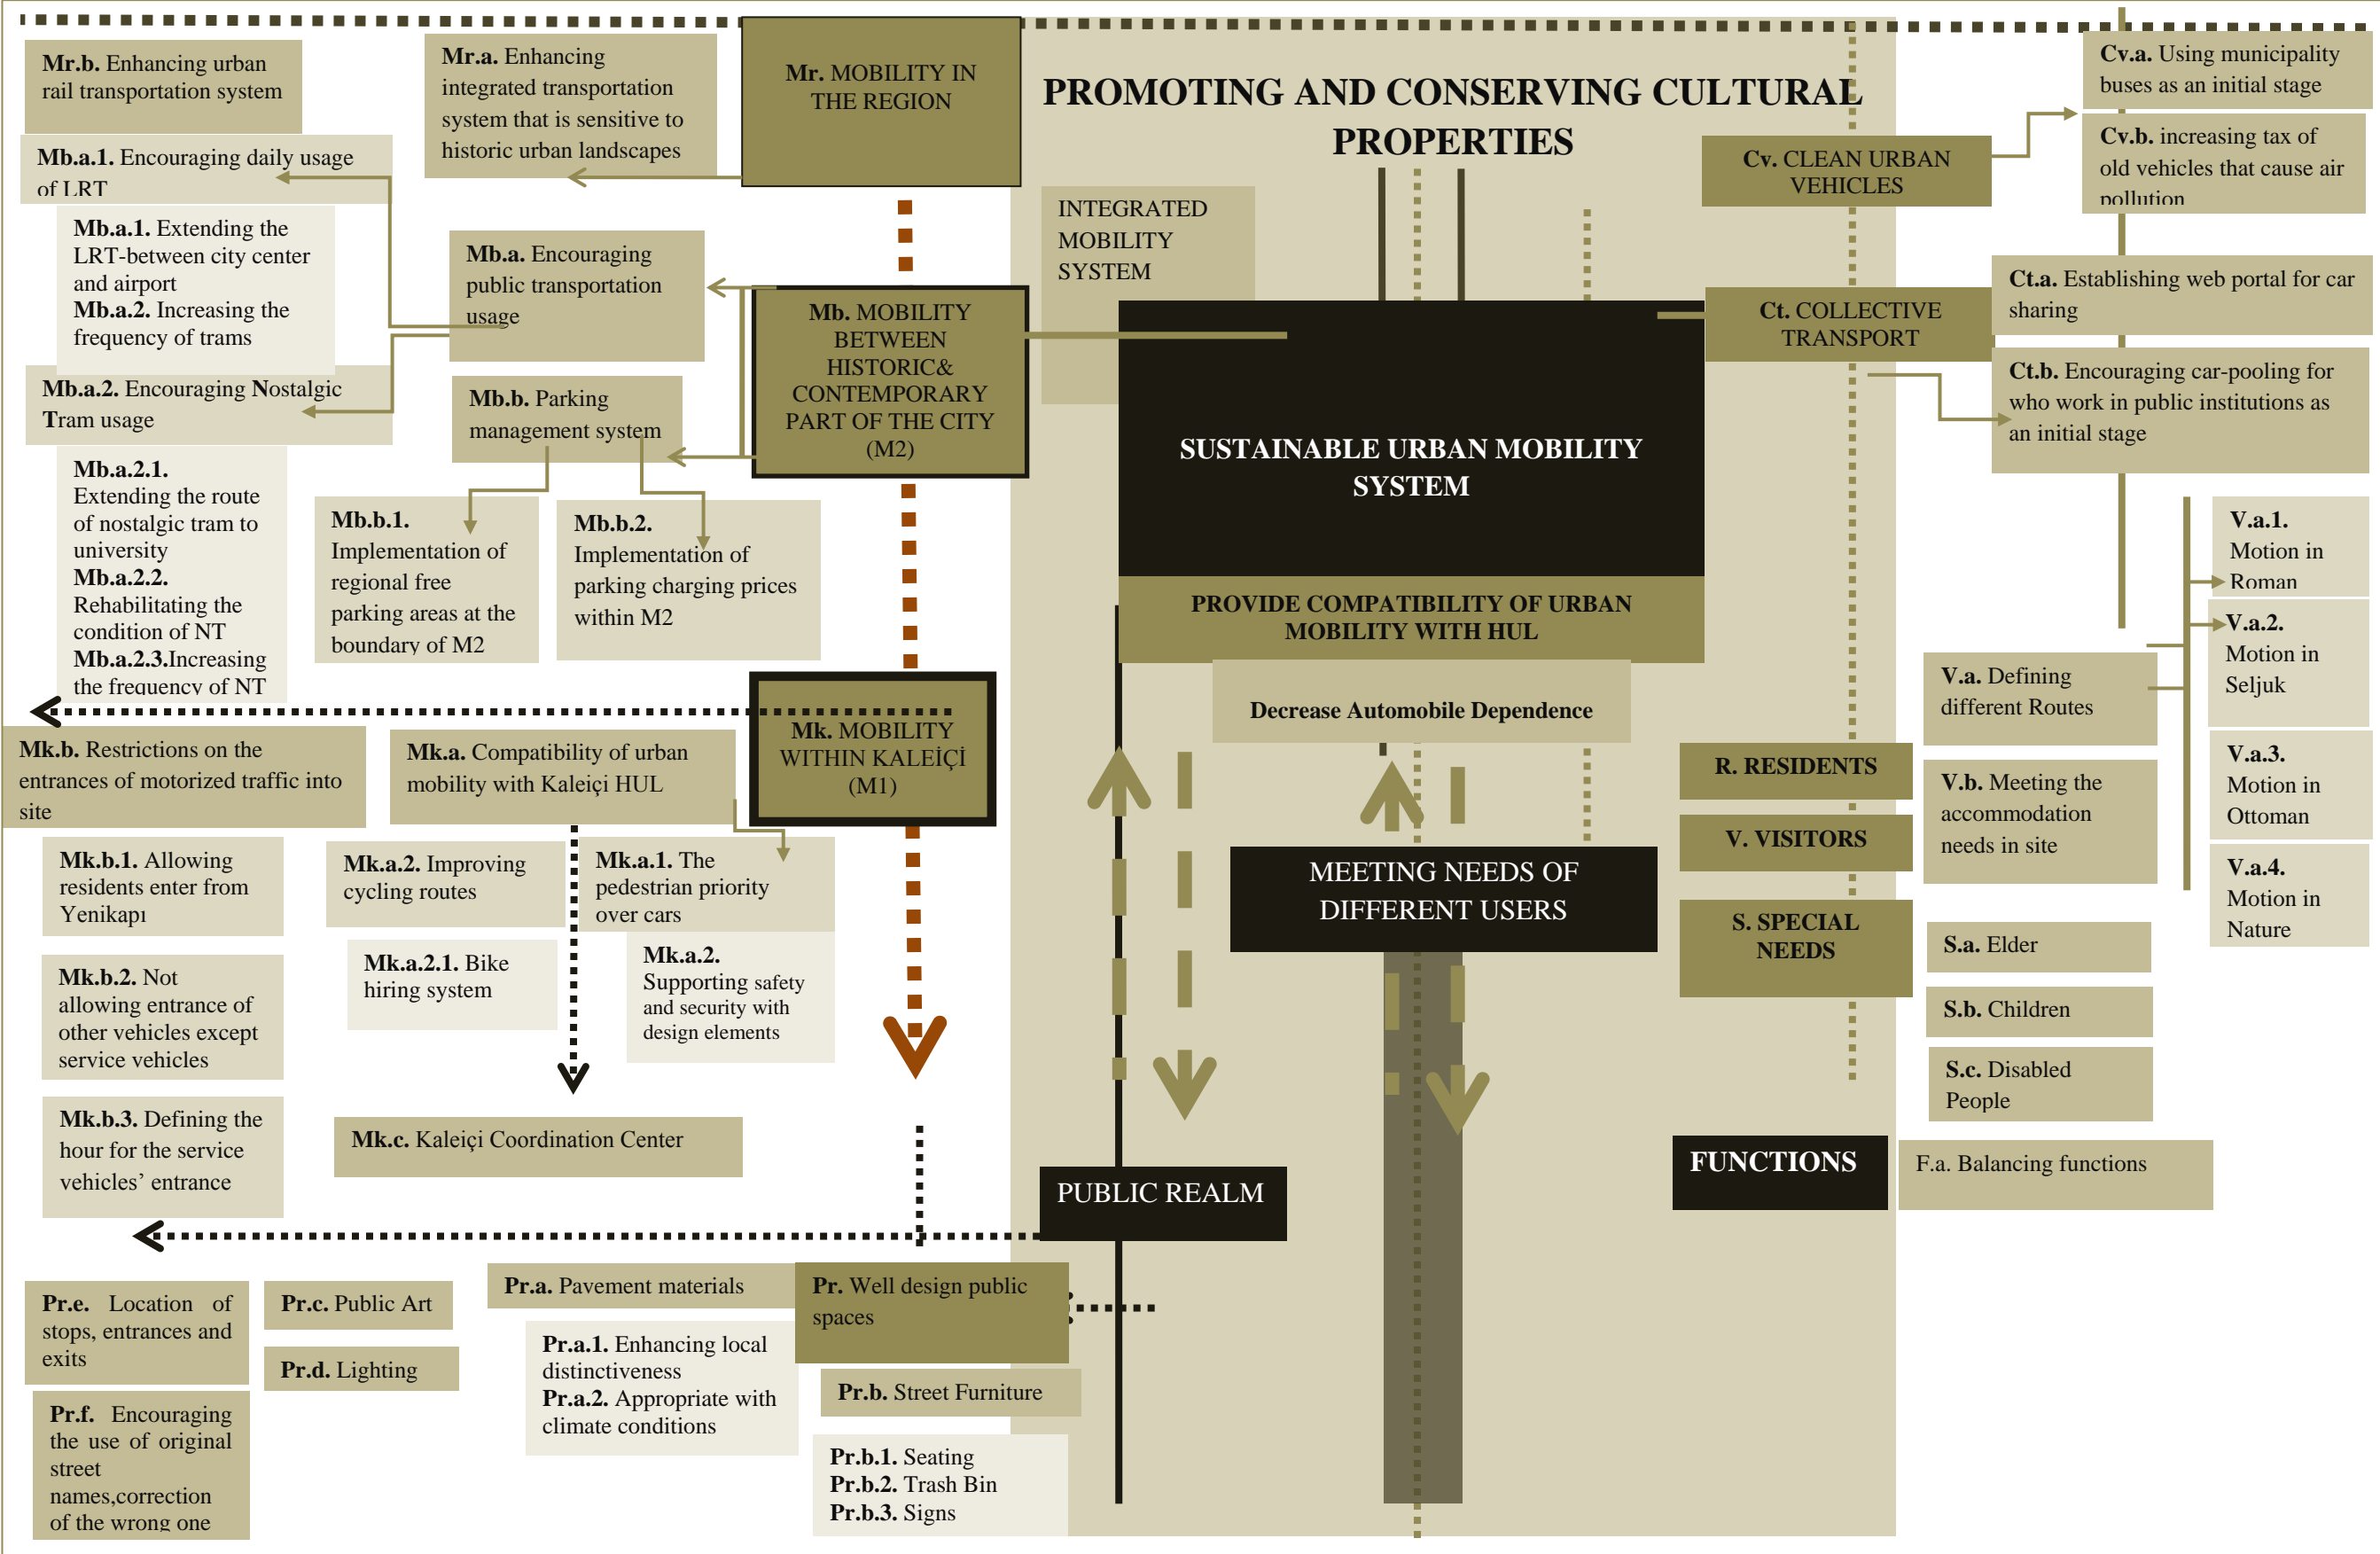 Mr.b. Enhancing urban
rail transportation system
Mr.a. Enhancing
integrated transportation
system that is sensitive to
historic urban landscapes
Mr. MOBILITY IN
THE REGION
PROMOTING AND CONSERVING CULTURAL
PROPERTIES
Cv. CLEAN URBAN
VEHICLES
Cv.a. Using municipality
buses as an initial stage
Cv.b. increasing tax of
old vehicles that cause air
pollution
Mb.a.1. Encouraging daily usage
of LRT
Mb.a.1. Extending the
LRT-between city center
and airport
Mb.a.2. Increasing the
frequency of trams
Mb.a. Encouraging
public transportation
usage
INTEGRATED
MOBILITY
SYSTEM
Mb. MOBILITY
BETWEEN
HISTORIC&
CONTEMPORARY
PART OF THE CITY
(M2)
Ct. COLLECTIVE
TRANSPORT
Ct.a. Establishing web portal for car
sharing
Ct.b. Encouraging car-pooling for
who work in public institutions as
an initial stage
Mb.a.2. Encouraging Nostalgic
Tram usage
Mb.b. Parking
management system
SUSTAINABLE URBAN MOBILITY
SYSTEM
Mb.a.2.1.
Extending the route
of nostalgic tram to
university
Mb.a.2.2.
Rehabilitating the
condition of NT
Mb.a.2.3.Increasing
the frequency of NT
Mb.b.1.
Implementation of
regional free
parking areas at the
boundary of M2
Mb.b.2.
Implementation of
parking charging prices
within M2
PROVIDE COMPATIBILITY OF URBAN
MOBILITY WITH HUL
Decrease Automobile Dependence
V.a.1.
Motion in
Roman
V.a.2.
Motion in
Seljuk
V.a.3.
Motion in
Ottoman
V.a.4.
Motion in
Nature
V.a. Defining
different Routes
V.b. Meeting the
accommodation
needs in site
Mk.b. Restrictions on the
entrances of motorized traffic into
site
Mk.a. Compatibility of urban
mobility with Kaleiçi HUL
Mk. MOBILITY
WITHIN KALEİÇİ
(M1)
R. RESIDENTS
V. VISITORS
S. SPECIAL
NEEDS
Mk.b.1. Allowing
residents enter from
Yenikapı
Mk.a.2. Improving
cycling routes
Mk.a.1. The
pedestrian priority
over cars
MEETING NEEDS OF
DIFFERENT USERS
Mk.b.2. Not
allowing entrance of
other vehicles except
service vehicles
Mk.a.2.1. Bike
hiring system
Mk.a.2.
Supporting safety
and security with
design elements
S.a. Elder
S.b. Children
S.c. Disabled
People
Mk.b.3. Defining the
hour for the service
vehicles’ entrance
Mk.c. Kaleiçi Coordination Center
PUBLIC REALM
FUNCTIONS
F.a. Balancing functions
Pr.e. Location of
stops, entrances and
exits
Pr.c. Public Art
Pr.d. Lighting
Pr.a. Pavement materials
Pr. Well design public
spaces
Pr.a.1. Enhancing local
distinctiveness
Pr.a.2. Appropriate with
climate conditions
Pr.b. Street Furniture
Pr.f. Encouraging
the use of original
street
names,correction
of the wrong one
Pr.b.1. Seating
Pr.b.2. Trash Bin
Pr.b.3. Signs